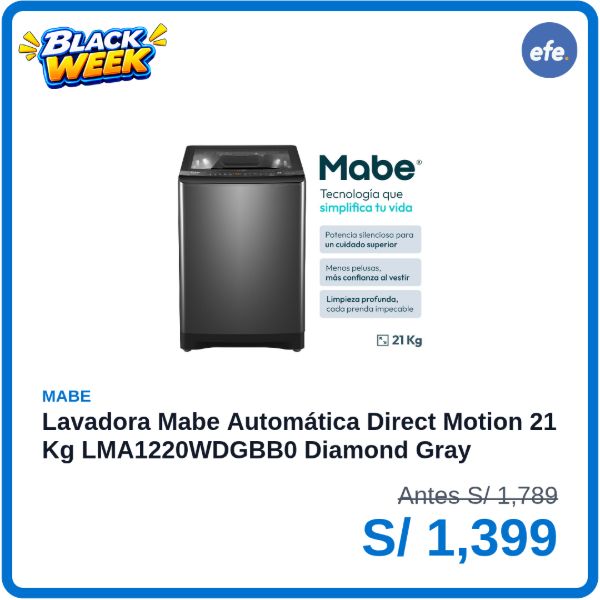 BLACK
WEEK
efe.
Mabe®
Tecnología que
simplifica tu vida
Potencia silenciosa para
un cuidado superior
Menos pelusas,
más confianza al vestir
Limpieza profunda,
cada prenda impecable
21 Kg
MABE
Lavadora Mabe Automática Direct Motion 21
Kg LMA1220WDGBB0 Diamond Gray
Antes S/ 1,789
S/ 1,399